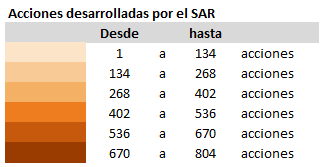 Acciones desarrolladas por el SAR
Desde hasta
1 a 134 acciones
134 a 268 acciones
268 a 402 acciones
402 a 536 acciones
536 a 670 acciones
670 a 804 acciones